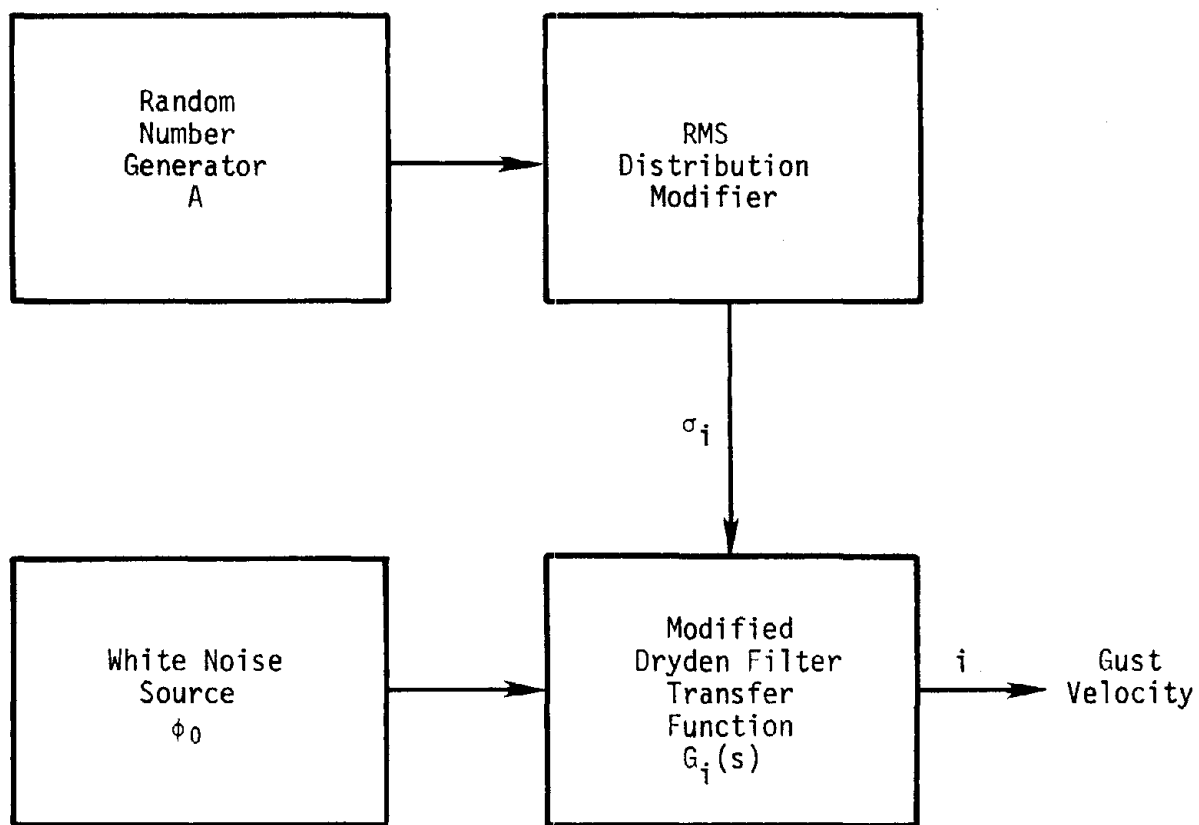 Random
Number
Generator
A
RMS
Distribution
Modifier
σi
White Noise
Source
φ0
Modified
Dryden Filter
Transfer
Function
Gi(s)
i
Gust
Velocity